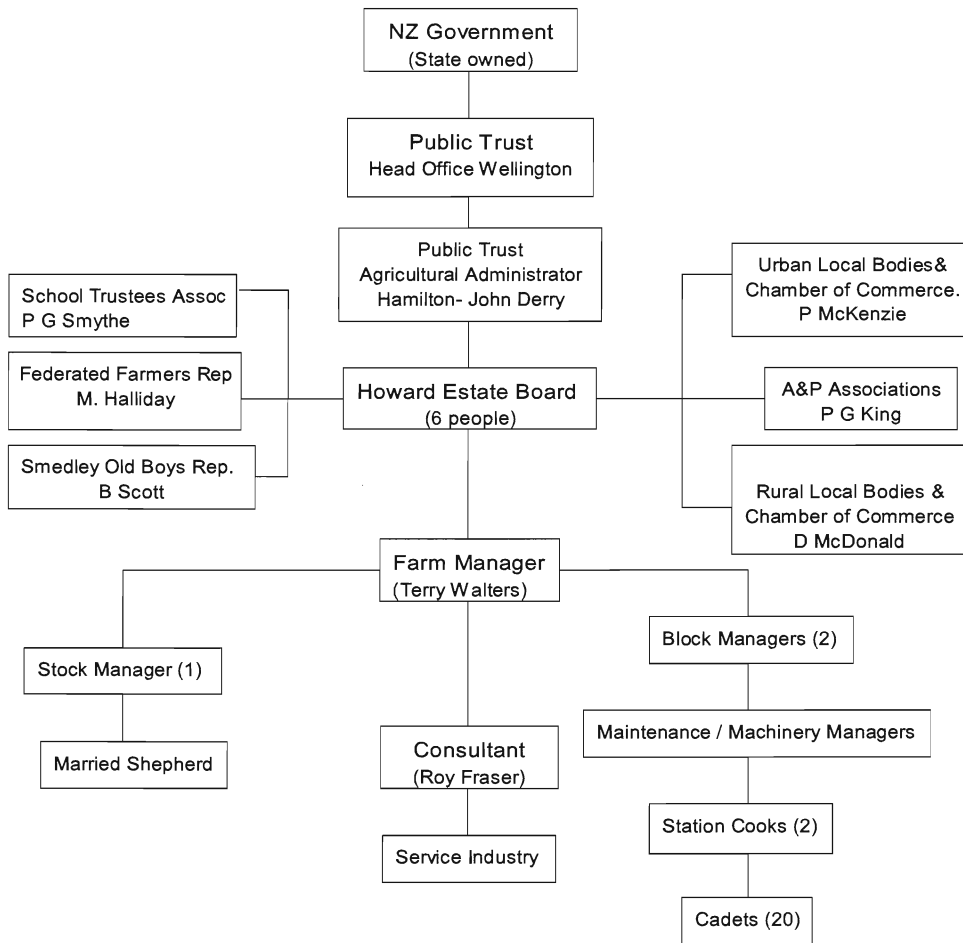 NZ Government
(State owned)
Public Trust
Head Office Wellington
Public Trust
Agricultural Administrator
Hamilton- John Derry
School Trustees Assoc
P G Smythe
Federated Farmers Rep
M. Halliday
Smedley Old Boys Rep.
B Scott
Howard Estate Board
(6 people)
Urban Local Bodies&
Chamber of Commerce.
P McKenzie
A&P Associations
P G King
Rural Local Bodies &
Chamber of Commerce
D McDonald
Farm Manager
(Terry Walters)
Stock Manager (1)
Married Shepherd
Consultant
(Roy Fraser)
Service Industry
Block Managers (2)
Maintenance / Machinery Managers
Station Cooks (2)
Cadets (20)